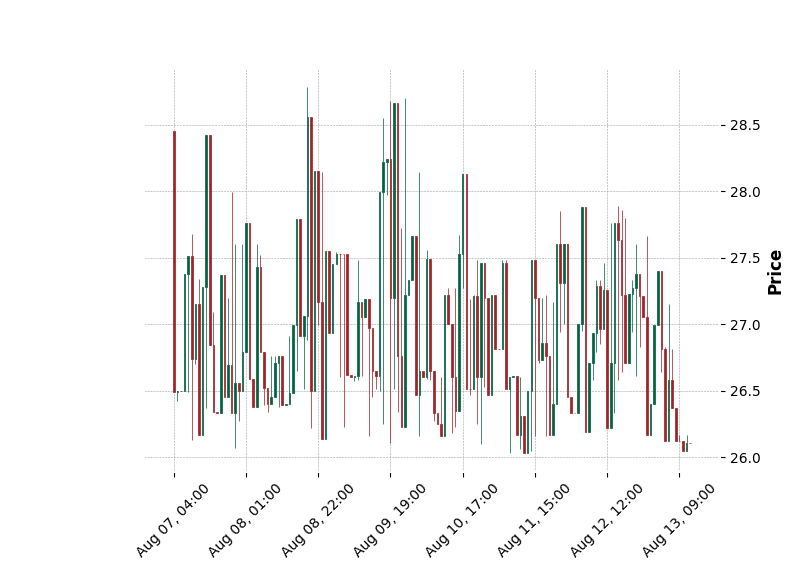 28.5
28.0
27.5
27.0
26.5
26.0
Price
Aug 07, 04:00
Aug 08, 01:00
Aug 08, 22:00
Aug 09, 19:00
Aug 10, 17:00
Aug 11, 15:00
Aug 12, 12:00
Aug 13, 09:00